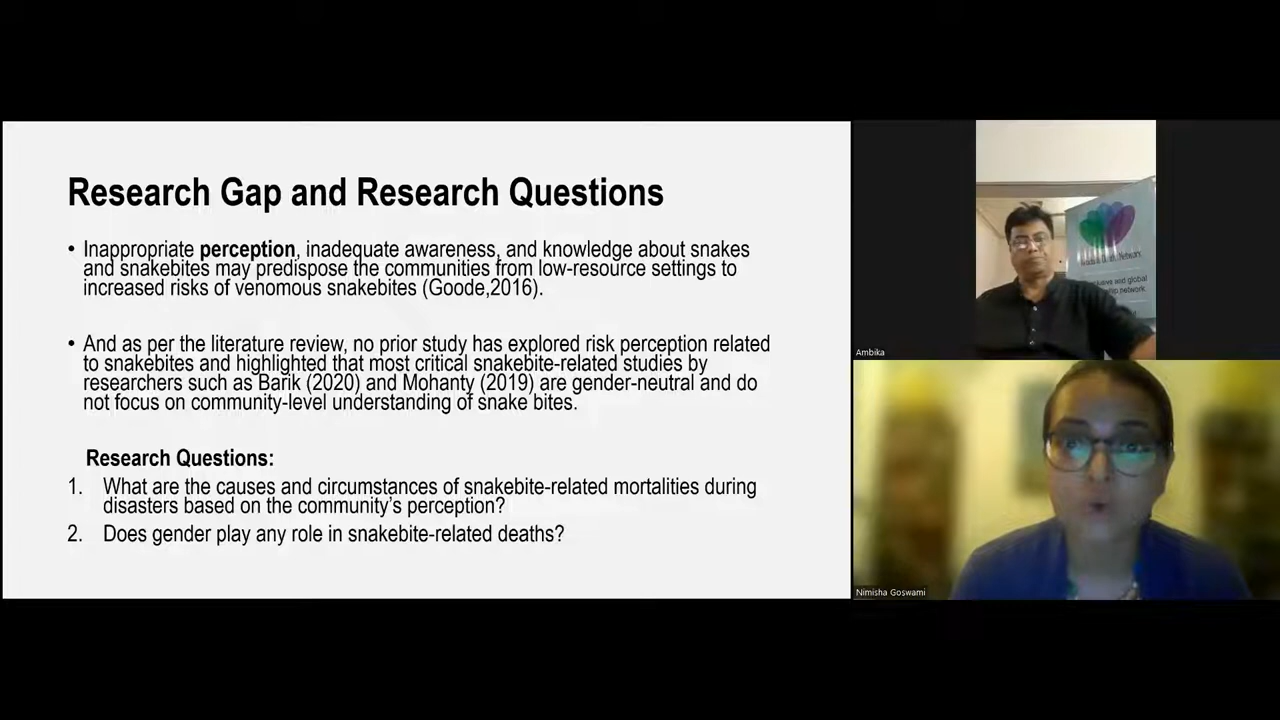 Research Gap and Research Questions
• Inappropriate perception, inadequate awareness, and knowledge about snakes
and snakebites may predispose the communities from low-resource settings to
increased risks of venomous snakebites (Goode,2016).
• And as per the literature review, no prior study has explored risk perception related
to snakebites and highlighted that most critical snakebite-related studies by
researchers such as Barik (2020) and Mohanty (2019) are gender-neutral and do
not focus on community-level understanding of snake bites.
Research Questions:
1. What are the causes and circumstances of snakebite-related mortalities during
disasters based on the community's perception?
2. Does gender play any role in snakebite-related deaths?
Network
and global
network
Ambika
Nimisha Goswami